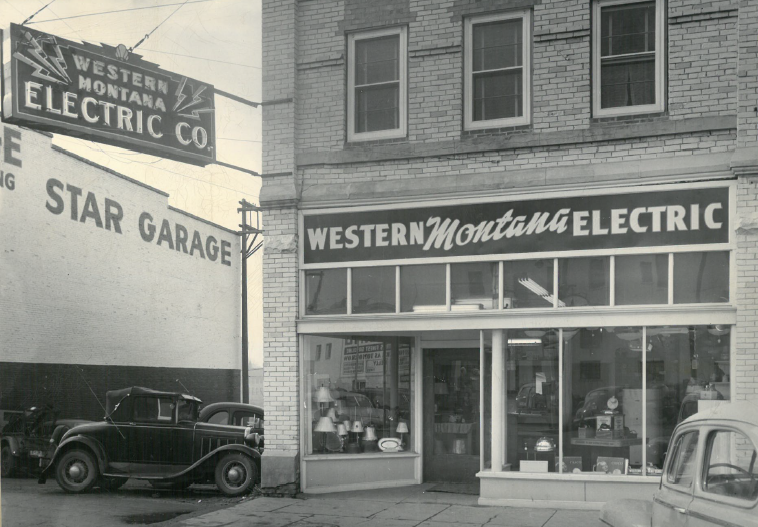 WESTERN
MONTANA
ELECTRIC CO.
STAR GARAGE
WESTERN Montana ELECTRIC